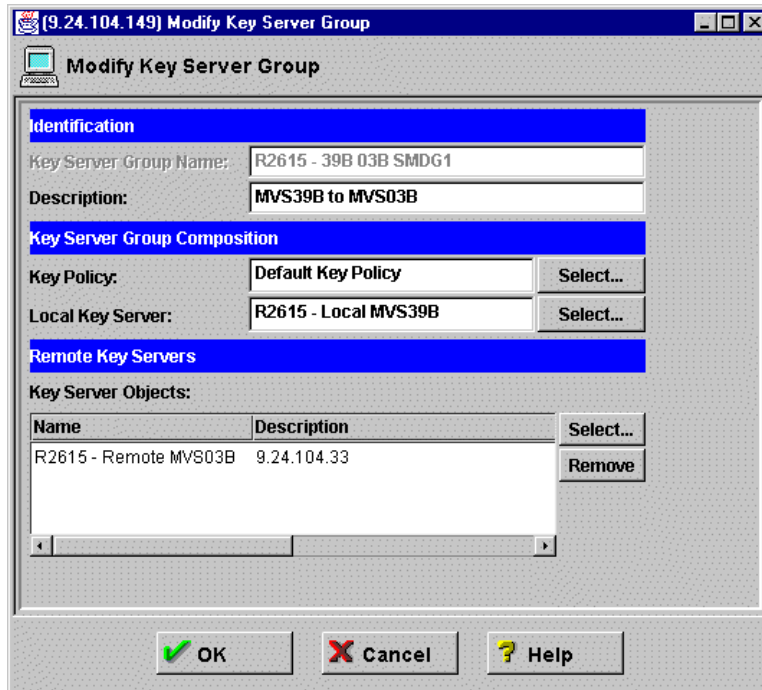 (9.24.104.149) Modify Key Server Group
Modify Key Server Group
Identification
Key Server Group Name: R2615 - 39B 03B SMDG1
Description: MVS39B to MVS03B
Key Server Group Composition
Key Policy: Default Key Policy Select...
Local Key Server: R2615 - Local MVS39B Select...
Remote Key Servers
Key Server Objects:
Name Description Select...
R2615 - Remote MVS03B 9.24.104.33 Remove
OK Cancel ? Help